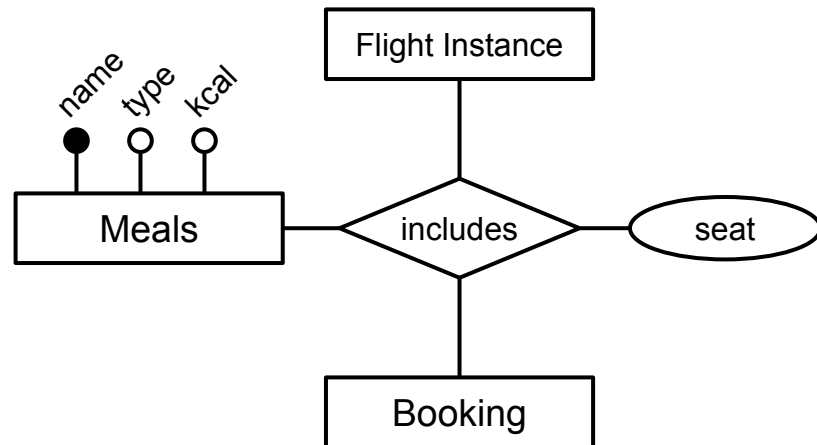 Flight Instance
name
type
kcal
Meals
includes
seat
Booking